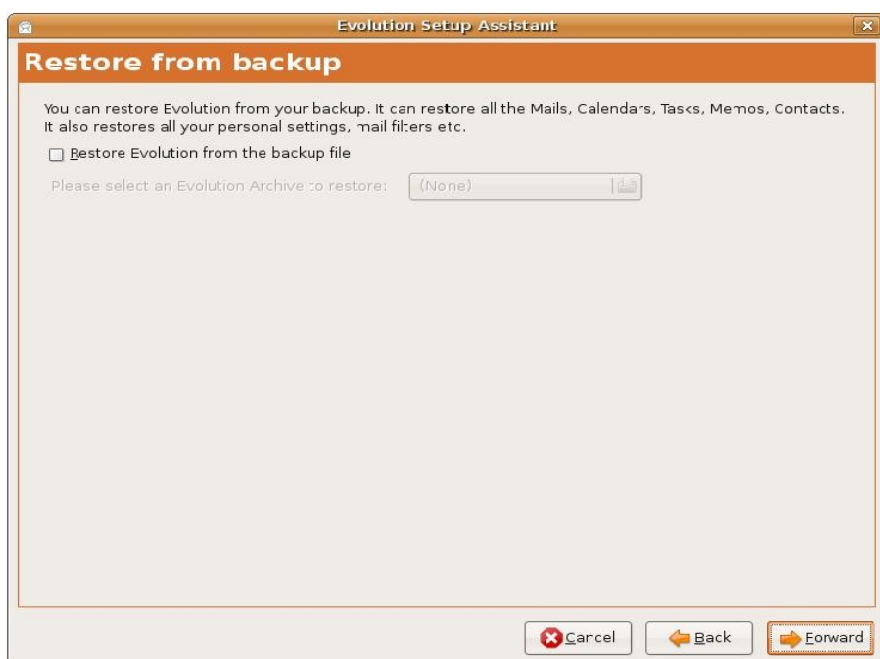 Evolution Setup Assistant
Restore from backup
You can restore Evolution from your backup. It can restore all the Mails, Calendars, Tasks, Memos, Contacts.
It also restores all your personal settings, mail filters etc.
Restore Evolution from the backup file
Please select an Evolution Archive to restore: (None)
Cancel Back Forward